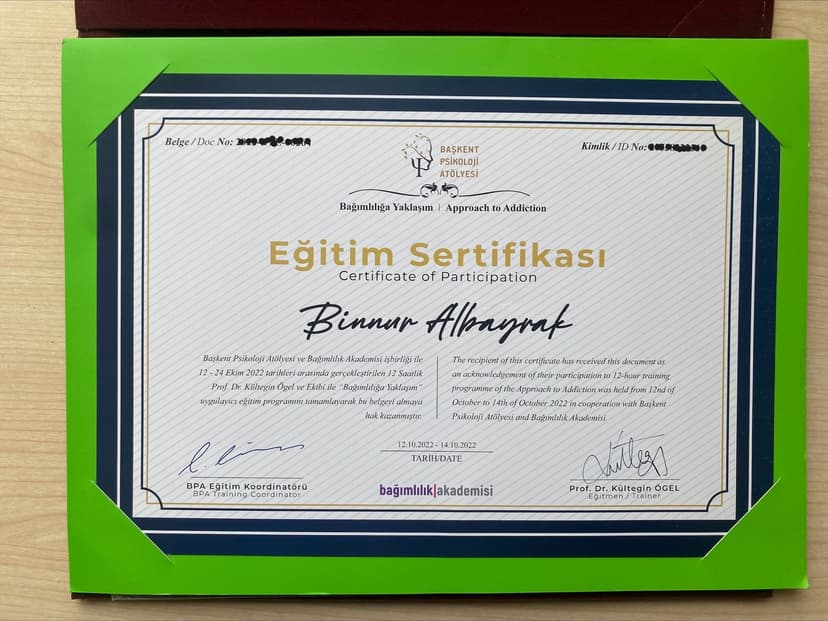 Belge / Doc No:
Kimlik / ID No:
BAŞKENT
PSİKOLOJİ
ATÖLYESİ
Bağımlılığa Yaklaşım | Approach to Addiction
Eğitim Sertifikası
Certificate of Participation
Binnur Albayrak
Başkent Psikoloji Atölyesi ve Bağımlılık Akademisi işbirliği ile
12 - 24 Ekim 2022 tarihleri arasında gerçekleştirilen 12 Saatlik
Prof. Dr. Kültegin Ögel ve Ekibi ile "Bağımlılığa Yaklaşım"
uygulayıcı eğitim programını tamamlayarak bu belgeyi almaya
hak kazanmıştır.
The recipient of this certificate has received this document as
an acknowledgement of their participation to 12-hour training
programme of the Approach to Addiction was held from 12nd of
October to 14th of October 2022 in cooperation with Başkent
Psikoloji Atölyesi and Bağımlılık Akademisi.
12.10.2022 - 14.10.2022
TARİH/DATE
BPA Eğitim Koordinatörü
BPA Training Coordinator
bağımlılık|akademisi
Prof. Dr. Kültegin ÖGEL
Eğitmen / Trainer